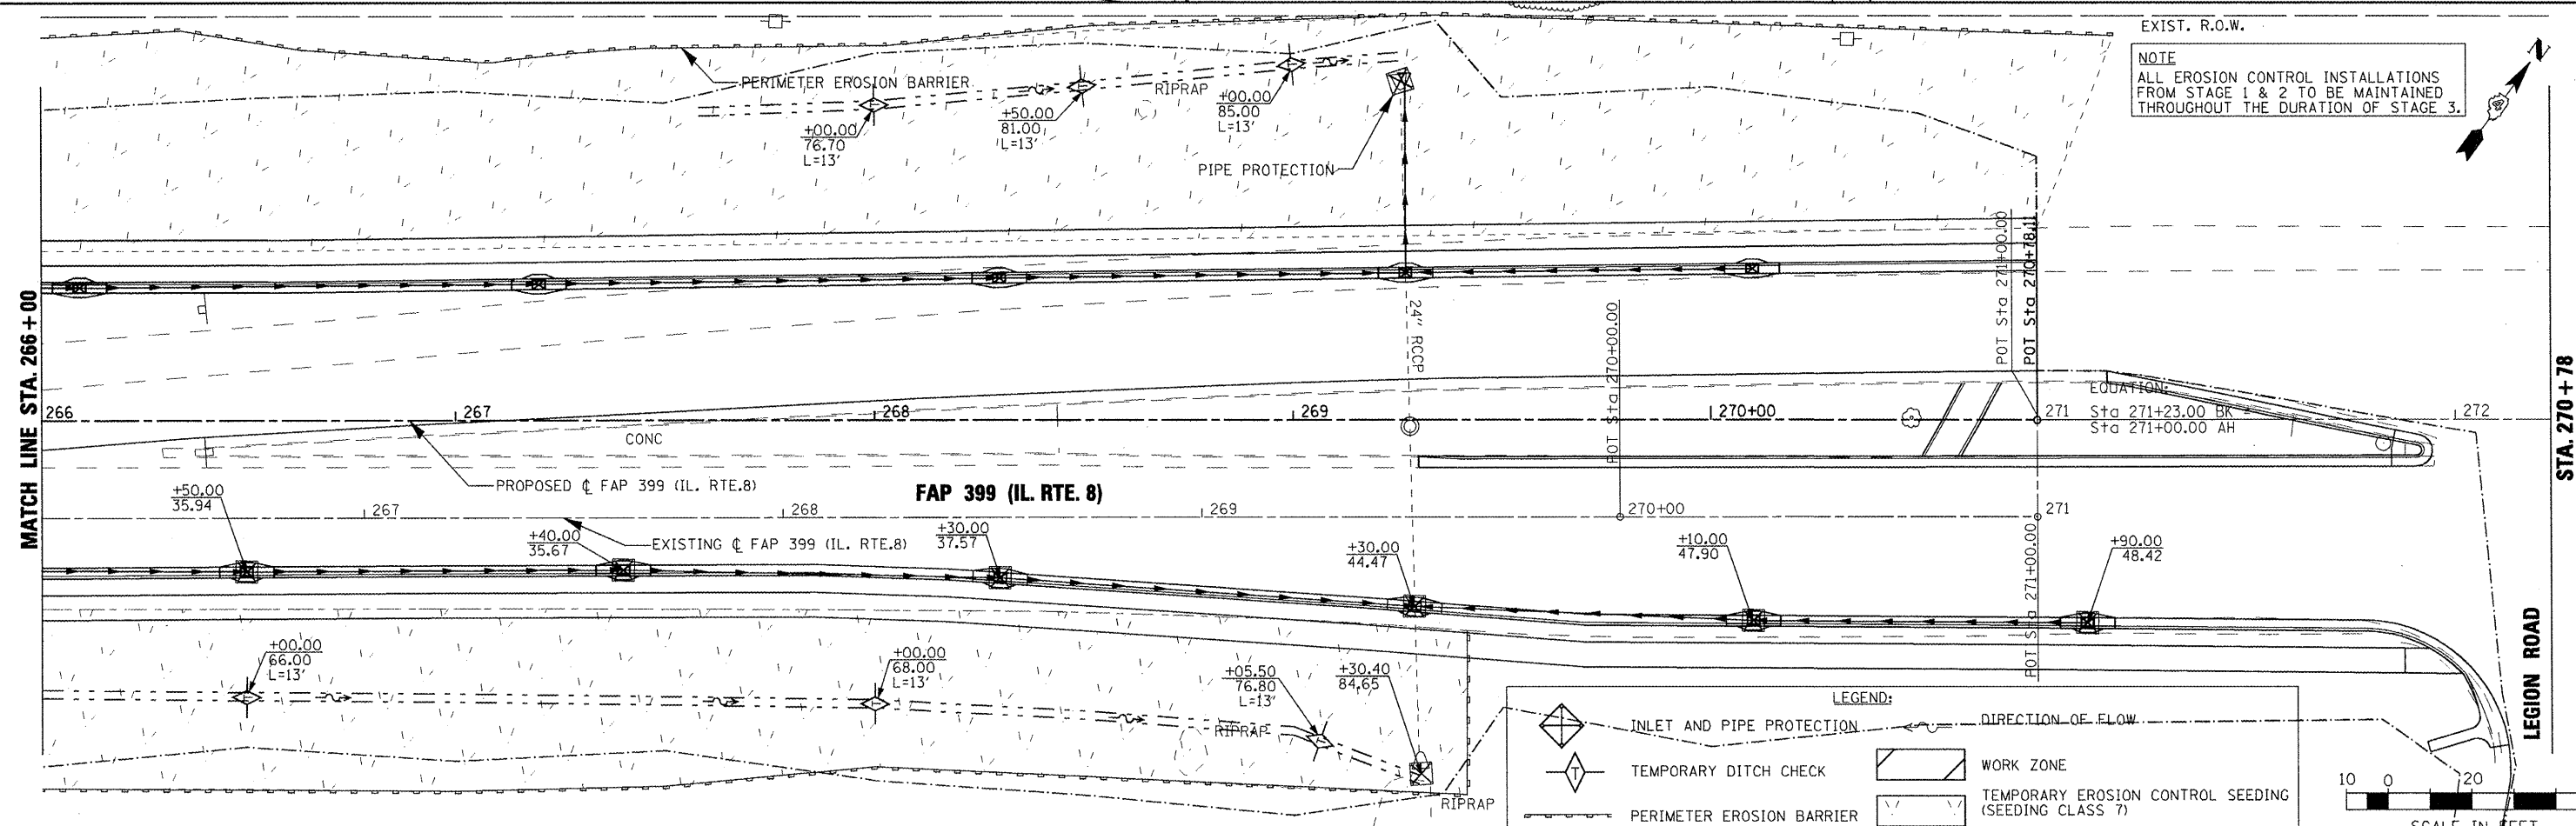 EXIST. R.O.W.
NOTE
ALL EROSION CONTROL INSTALLATIONS
FROM STAGE 1 & 2 TO BE MAINTAINED
THROUGHOUT THE DURATION OF STAGE 3.
N
PERIMETER EROSION BARRIER
RIPRAP
+00.00
76.70
L=13'
+50.00
81.00
L=13'
+00.00
85.00
L=13'
PIPE PROTECTION
MATCH LINE STA. 266+00
24" RCCP
POT Sta 270+00.00
POT Sta 271+00.00
POT Sta 270+78.11
266
267
268
269
270+00
271
272
EQUATION:
Sta 271+23.00 BK =
Sta 271+00.00 AH
CONC
PROPOSED ℄ FAP 399 (IL. RTE.8)
FAP 399 (IL. RTE. 8)
STA. 270+78
267
268
269
270+00
271
EXISTING ℄ FAP 399 (IL. RTE.8)
+50.00
35.94
+40.00
35.67
+30.00
37.57
+30.00
44.47
+10.00
47.90
+90.00
48.42
POT Sta 271+00.00
LEGION ROAD
+00.00
66.00
L=13'
+00.00
68.00
L=13'
+05.50
76.80
L=13'
+30.40
84.65
RIPRAP
RIPRAP
LEGEND:
INLET AND PIPE PROTECTION
DIRECTION OF FLOW
T
TEMPORARY DITCH CHECK
WORK ZONE
PERIMETER EROSION BARRIER
TEMPORARY EROSION CONTROL SEEDING
(SEEDING CLASS 7)
10 0 20
SCALE IN FEET